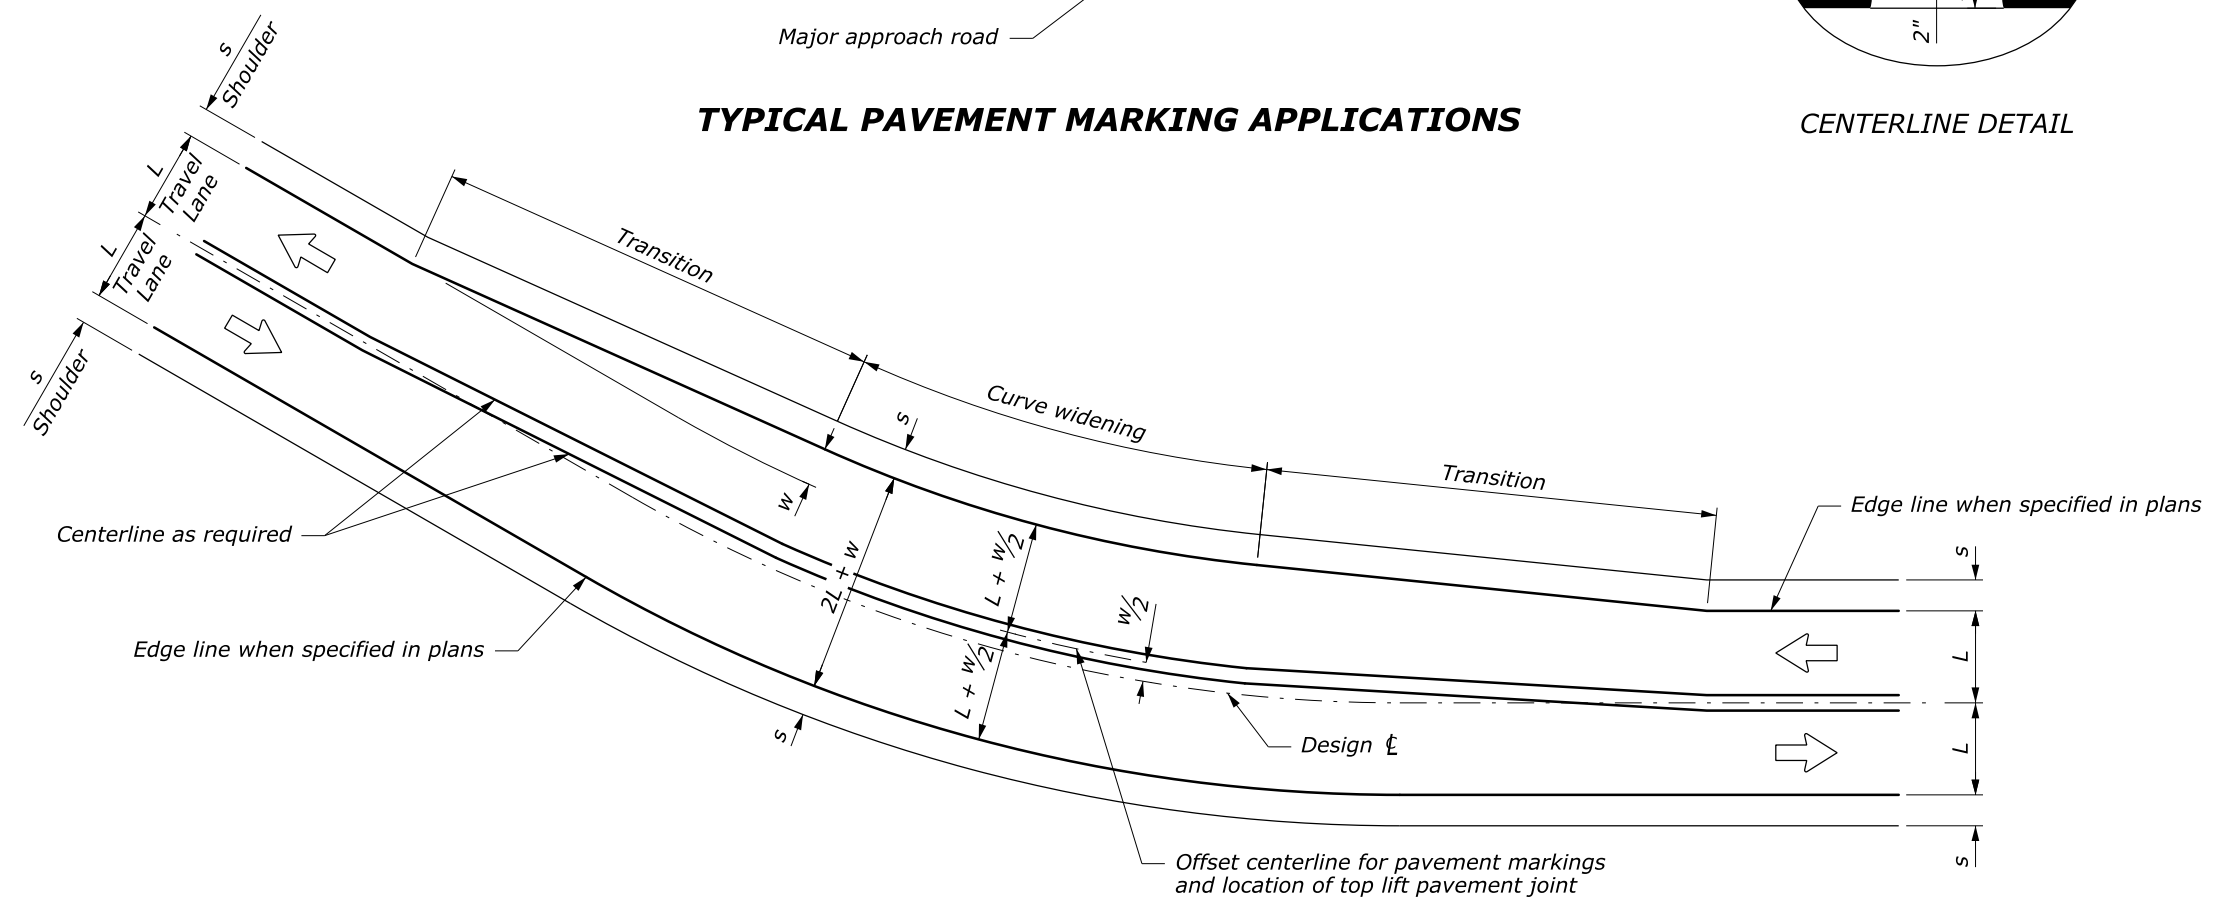 Major approach road
2"
TYPICAL PAVEMENT MARKING APPLICATIONS
CENTERLINE DETAIL
s
Shoulder
L
Travel
Lane
L
Travel
Lane
s
Shoulder
Transition
Curve widening
s
Transition
w
Edge line when specified in plans
Centerline as required
2L + w
L + w/2
L + w/2
w/2
s
L
L
s
Edge line when specified in plans
s
Design ℄
Offset centerline for pavement markings
and location of top lift pavement joint